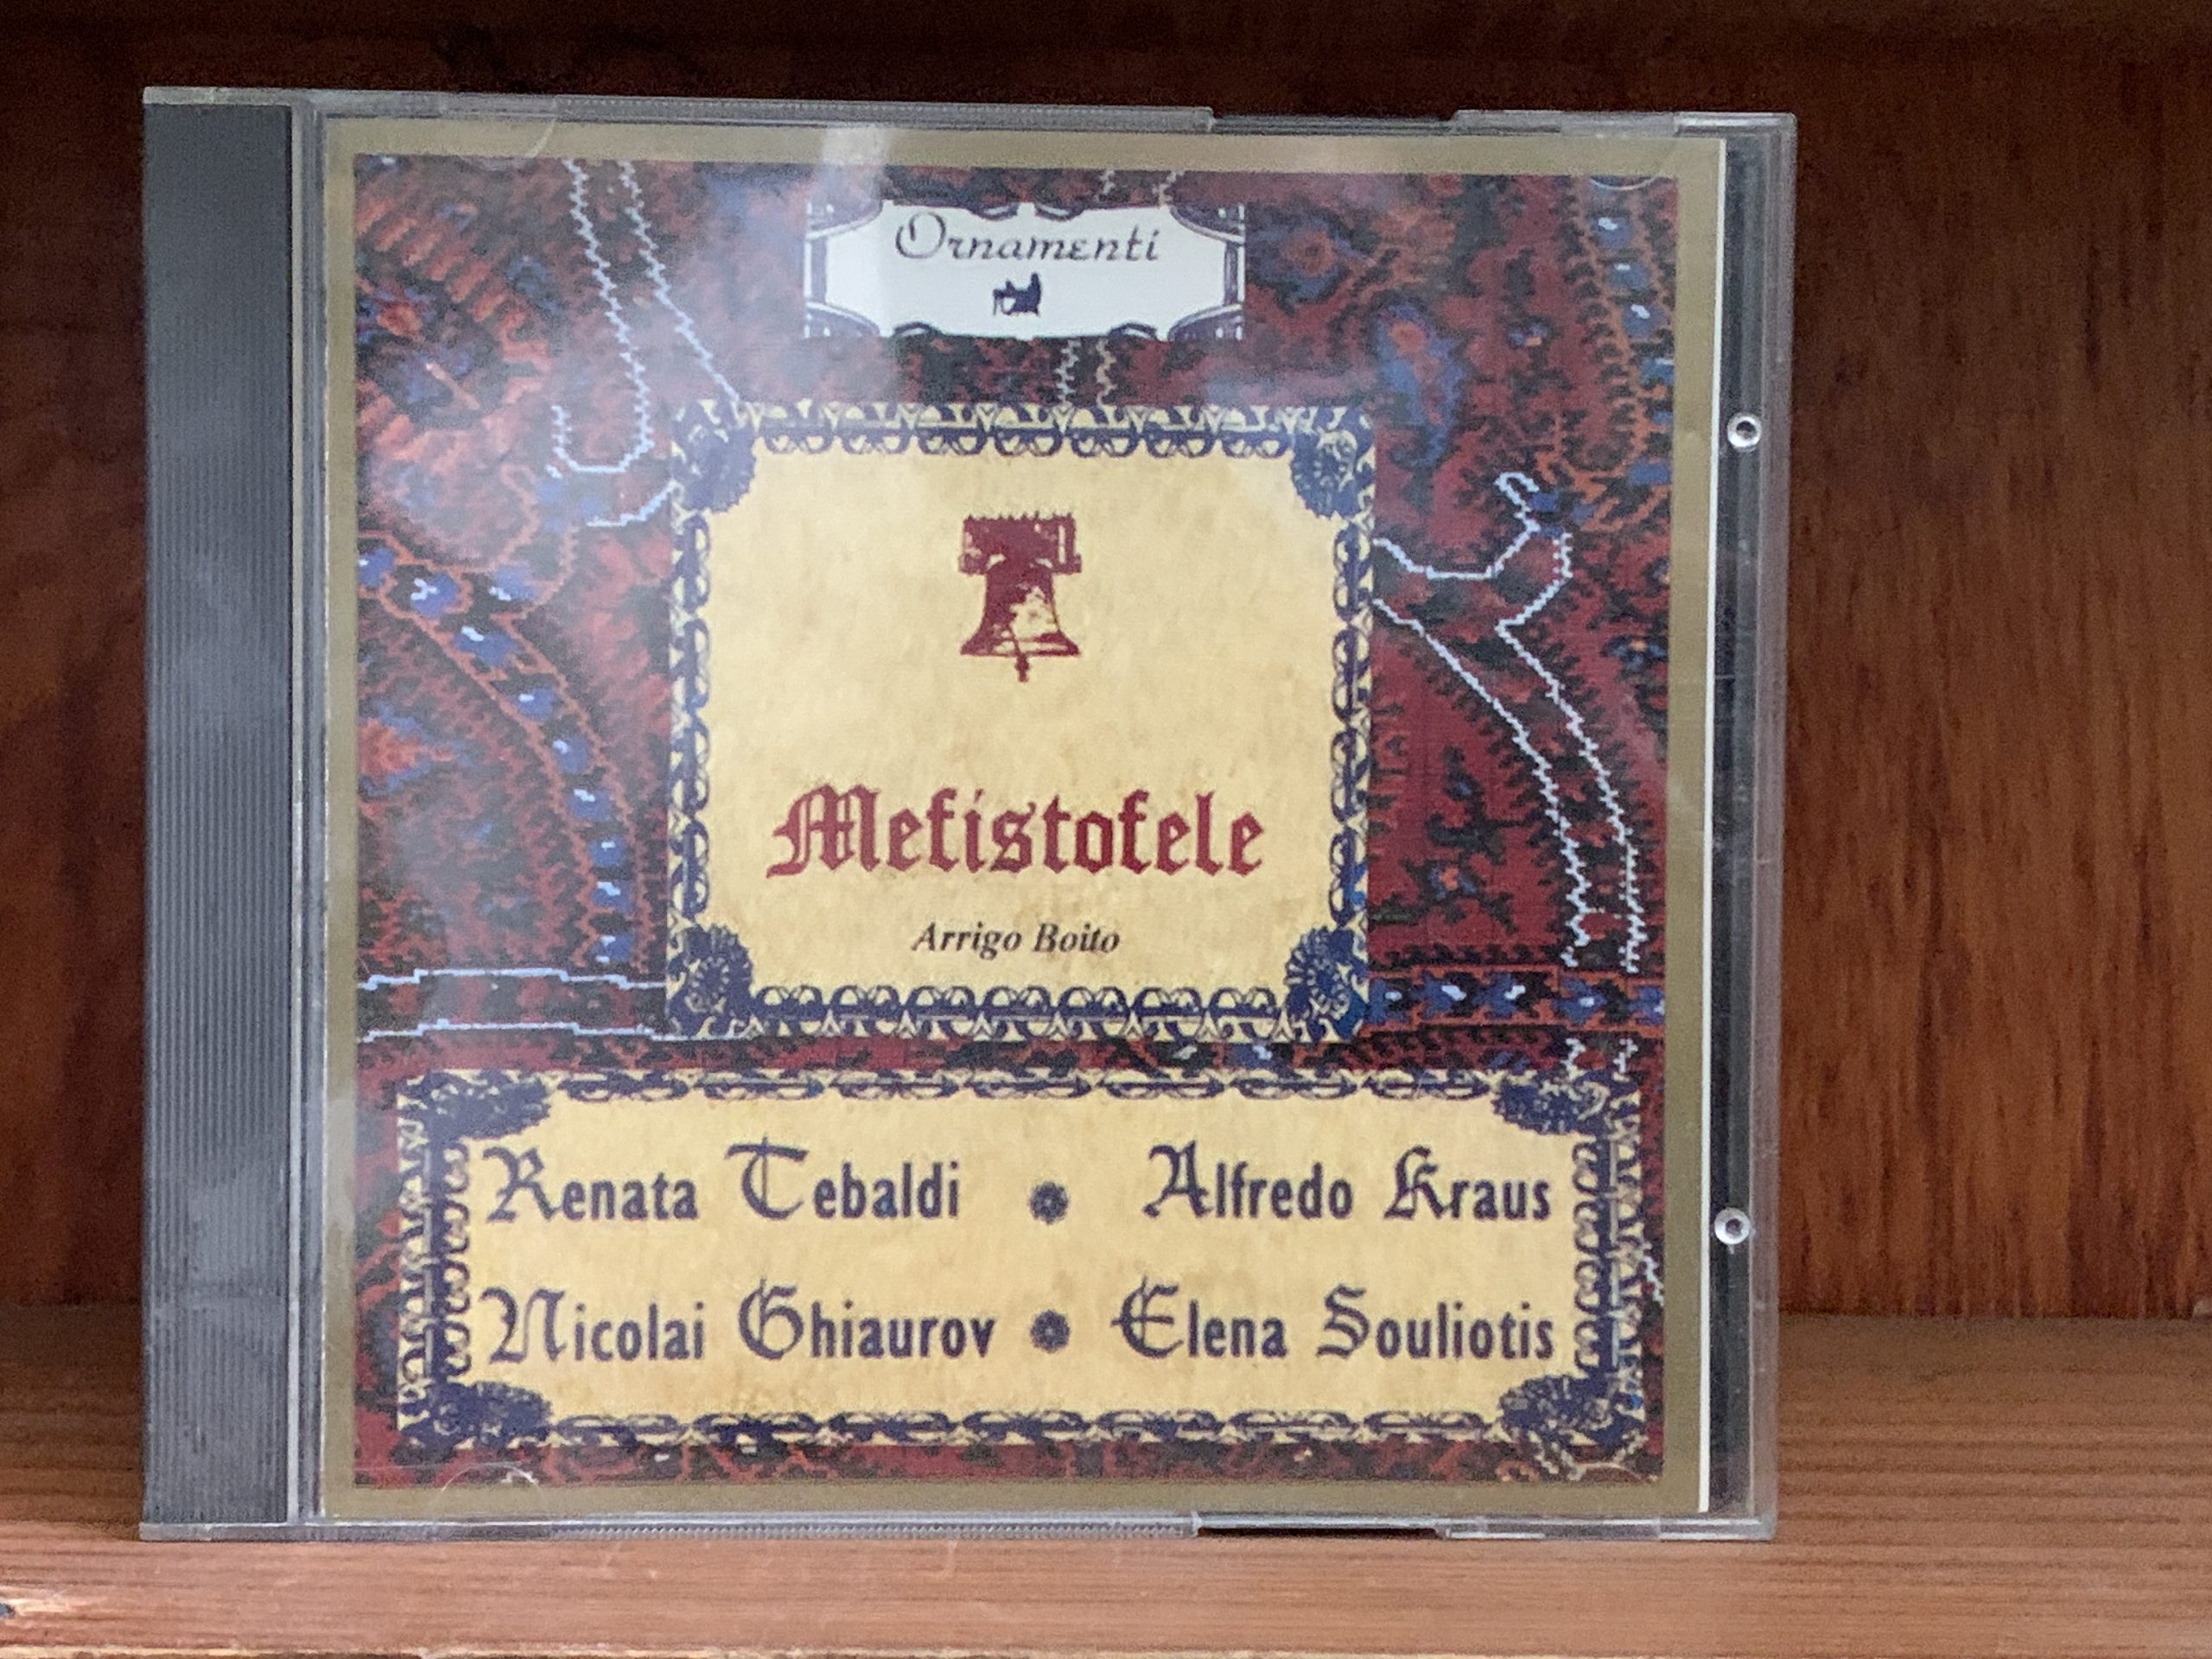 Ornamenti
Mefistofele
Arrigo Boito
Renata Tebaldi Alfredo Kraus
Nicolai Ghiaurov Elena Souliotis